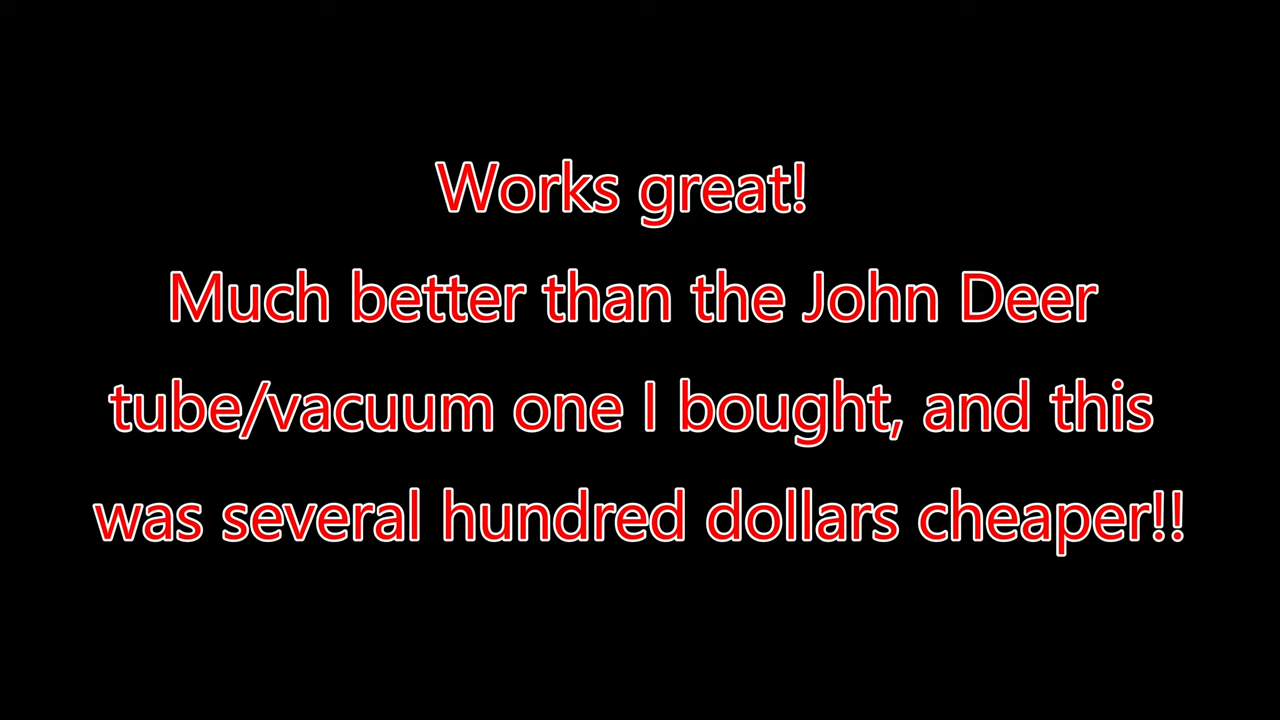 Works great!
Much better than the John Deer
tube/vacuum one I bought, and this
was several hundred dollars cheaper!!